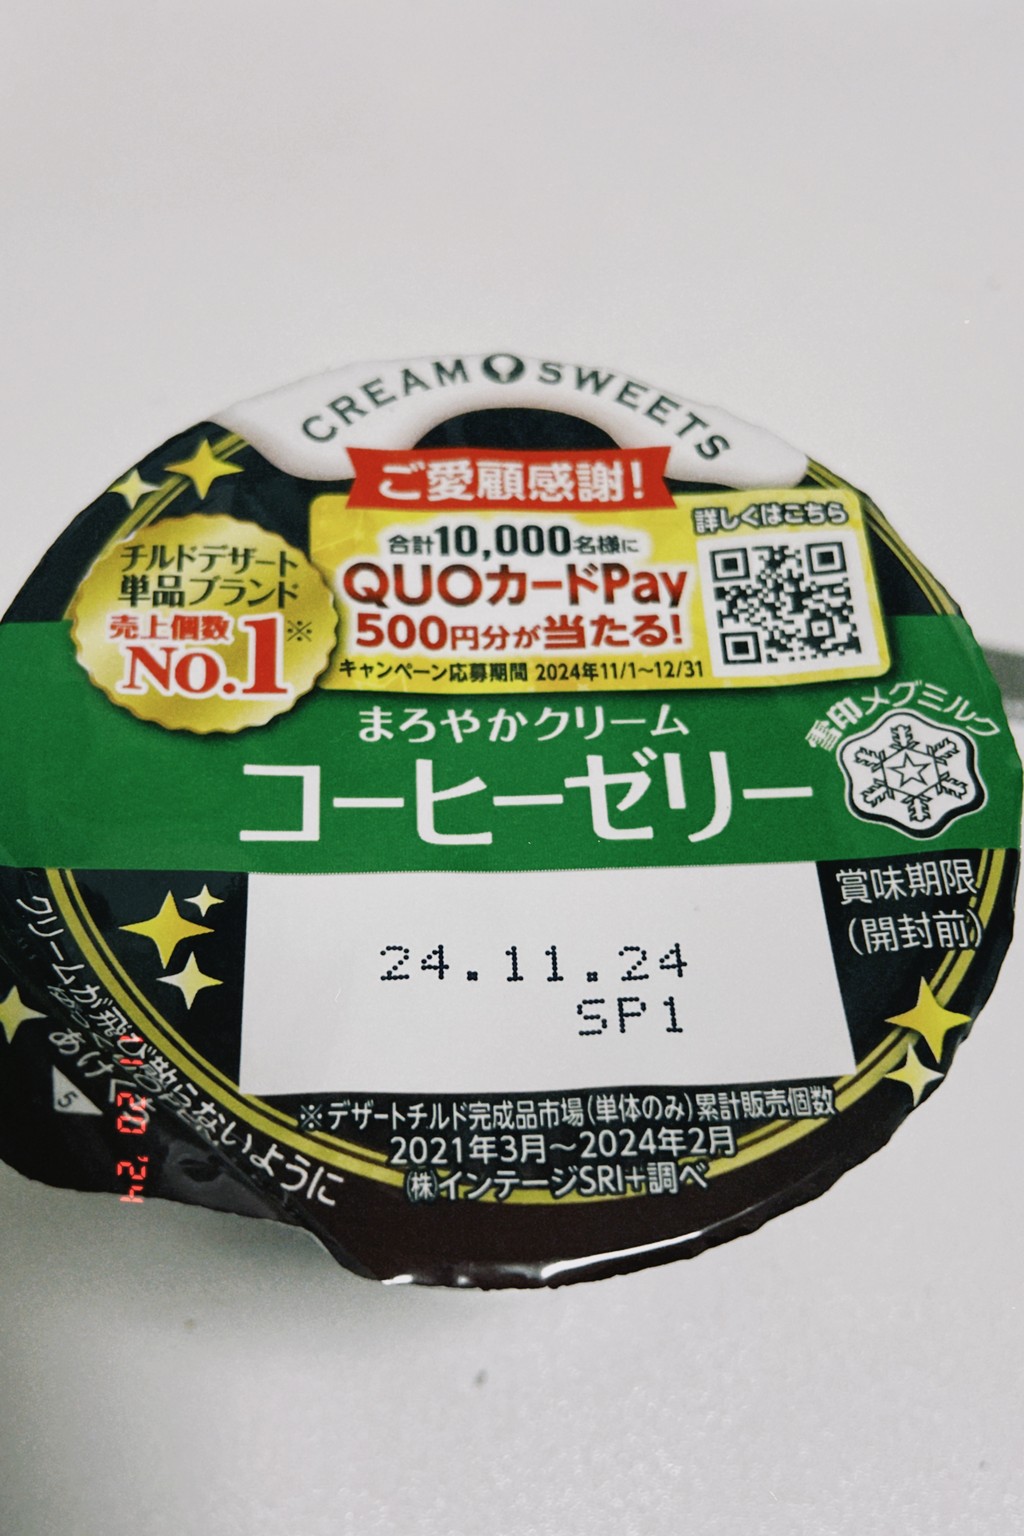 CREAM SWEETS
ご愛顧感謝!
合計10,000名様に
QUOカードPay
500円分が当たる!
キャンペーン応募期間 2024年11/1～12/31
詳しくはこちら
チルドデザート
単品ブランド
売上個数
No.1※
まろやかクリーム
コーヒーゼリー
雪印メグミルク
賞味期限
(開封前)
24.11.24
SP1
※デザートチルド完成品市場(単体のみ)累計販売個数
2021年3月～2024年2月
㈱インテージSRI+調べ
クリームが飛び散らないように
あけ
5